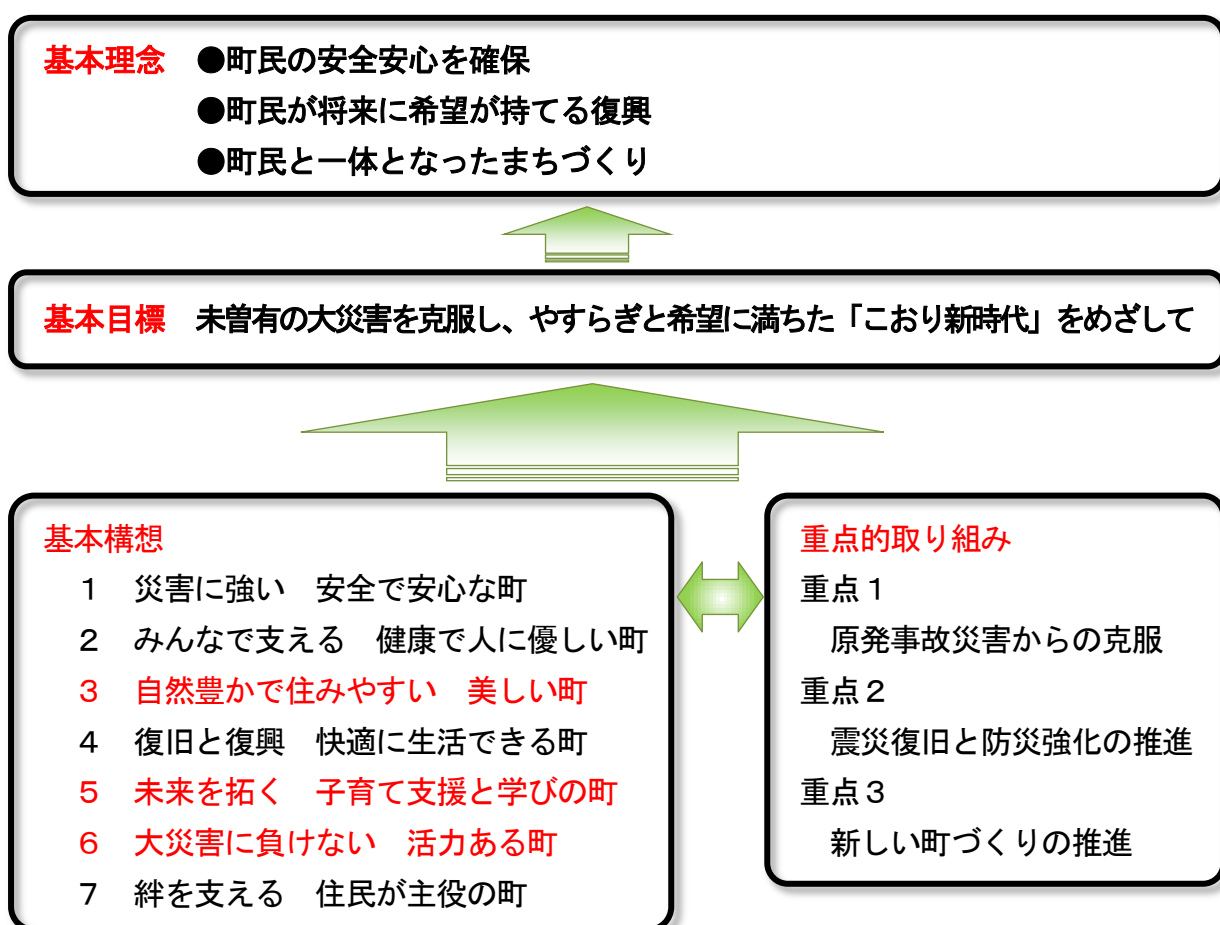 基本理念　●町民の安全安心を確保
●町民が将来に希望が持てる復興
●町民と一体となったまちづくり
基本目標　未曽有の大災害を克服し、やすらぎと希望に満ちた「こおり新時代」をめざして
基本構想
１　災害に強い　安全で安心な町
２　みんなで支える　健康で人に優しい町
３　自然豊かで住みやすい　美しい町
４　復旧と復興　快適に生活できる町
５　未来を拓く　子育て支援と学びの町
６　大災害に負けない　活力ある町
７　絆を支える　住民が主役の町
重点的取り組み
重点１
原発事故災害からの克服
重点２
震災復旧と防災強化の推進
重点３
新しい町づくりの推進